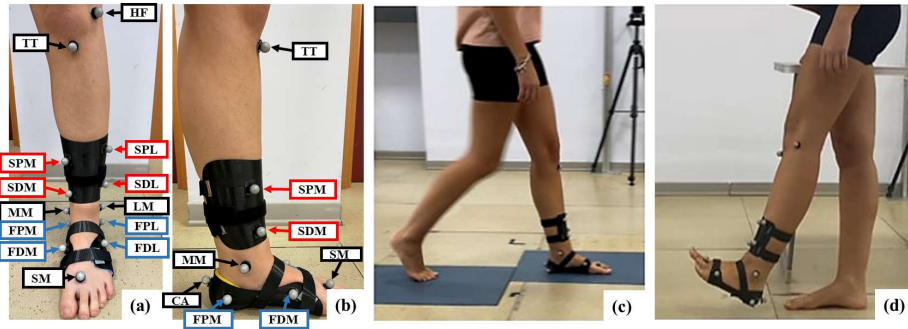 HF
TT
SPL
SPM
SDM
SDL
MM
LM
FPM
FPL
FDM
FDL
SM
(a)
TT
SPM
SDM
MM
SM
CA
FPM
FDM
(b)
(c)
(d)